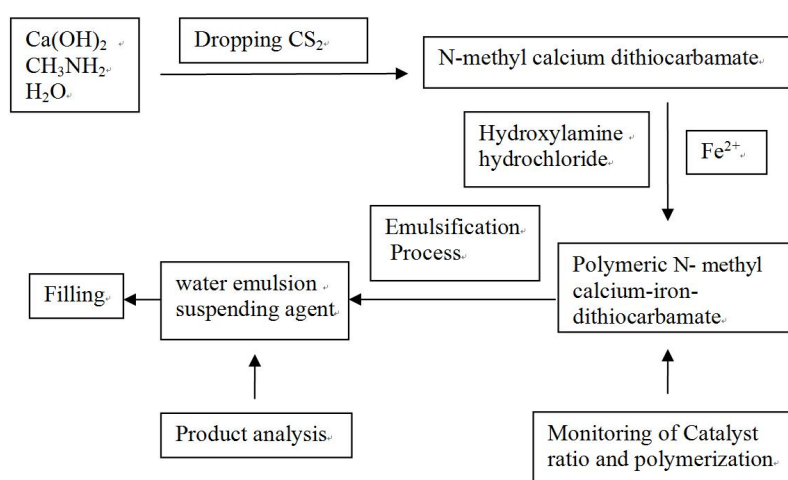 Ca(OH)₂
CH₃NH₂
H₂O
Dropping CS₂
N-methyl calcium dithiocarbamate
Hydroxylamine
hydrochloride
Fe²⁺
Emulsification
Process
Polymeric N- methyl
calcium-iron-
dithiocarbamate
water emulsion
suspending agent
Filling
Product analysis
Monitoring of Catalyst
ratio and polymerization